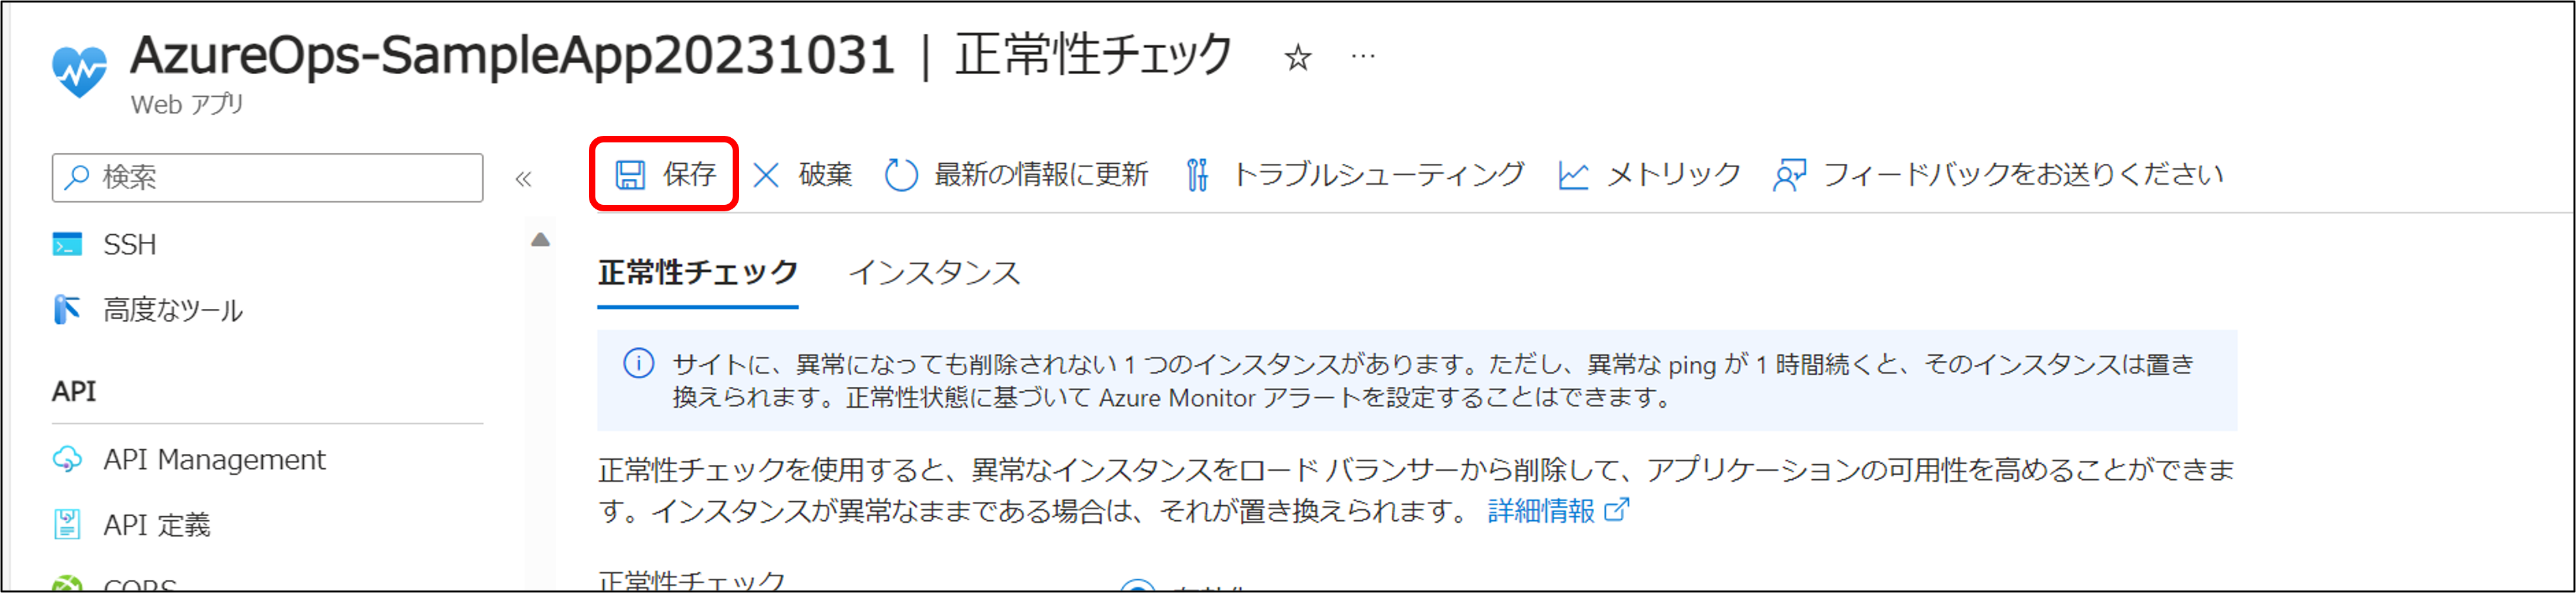 AzureOps-SampleApp20231031 | 正常性チェック ☆ …
Web アプリ
検索 «
保存 破棄 最新の情報に更新 トラブルシューティング メトリック フィードバックをお送りください
SSH
高度なツール
API
API Management
API 定義
CORS
正常性チェック インスタンス
サイトに、異常になっても削除されない 1 つのインスタンスがあります。ただし、異常な ping が 1 時間続くと、そのインスタンスは置き
換えられます。正常性状態に基づいて Azure Monitor アラートを設定することはできます。
正常性チェックを使用すると、異常なインスタンスをロード バランサーから削除して、アプリケーションの可用性を高めることができま
す。インスタンスが異常なままである場合は、それが置き換えられます。 詳細情報
正常性チェック